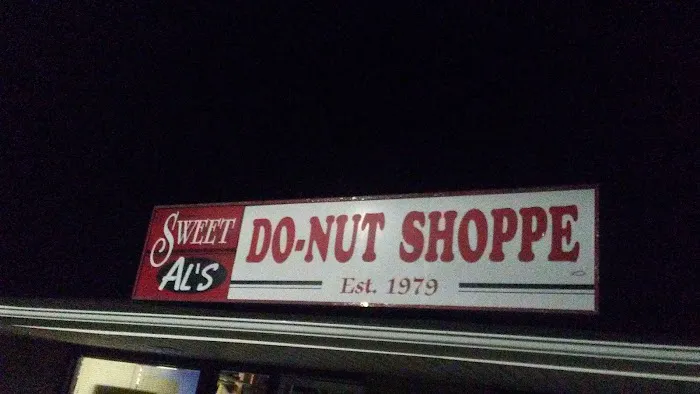 SWEET
AL'S
DO-NUT SHOPPE
Est. 1979